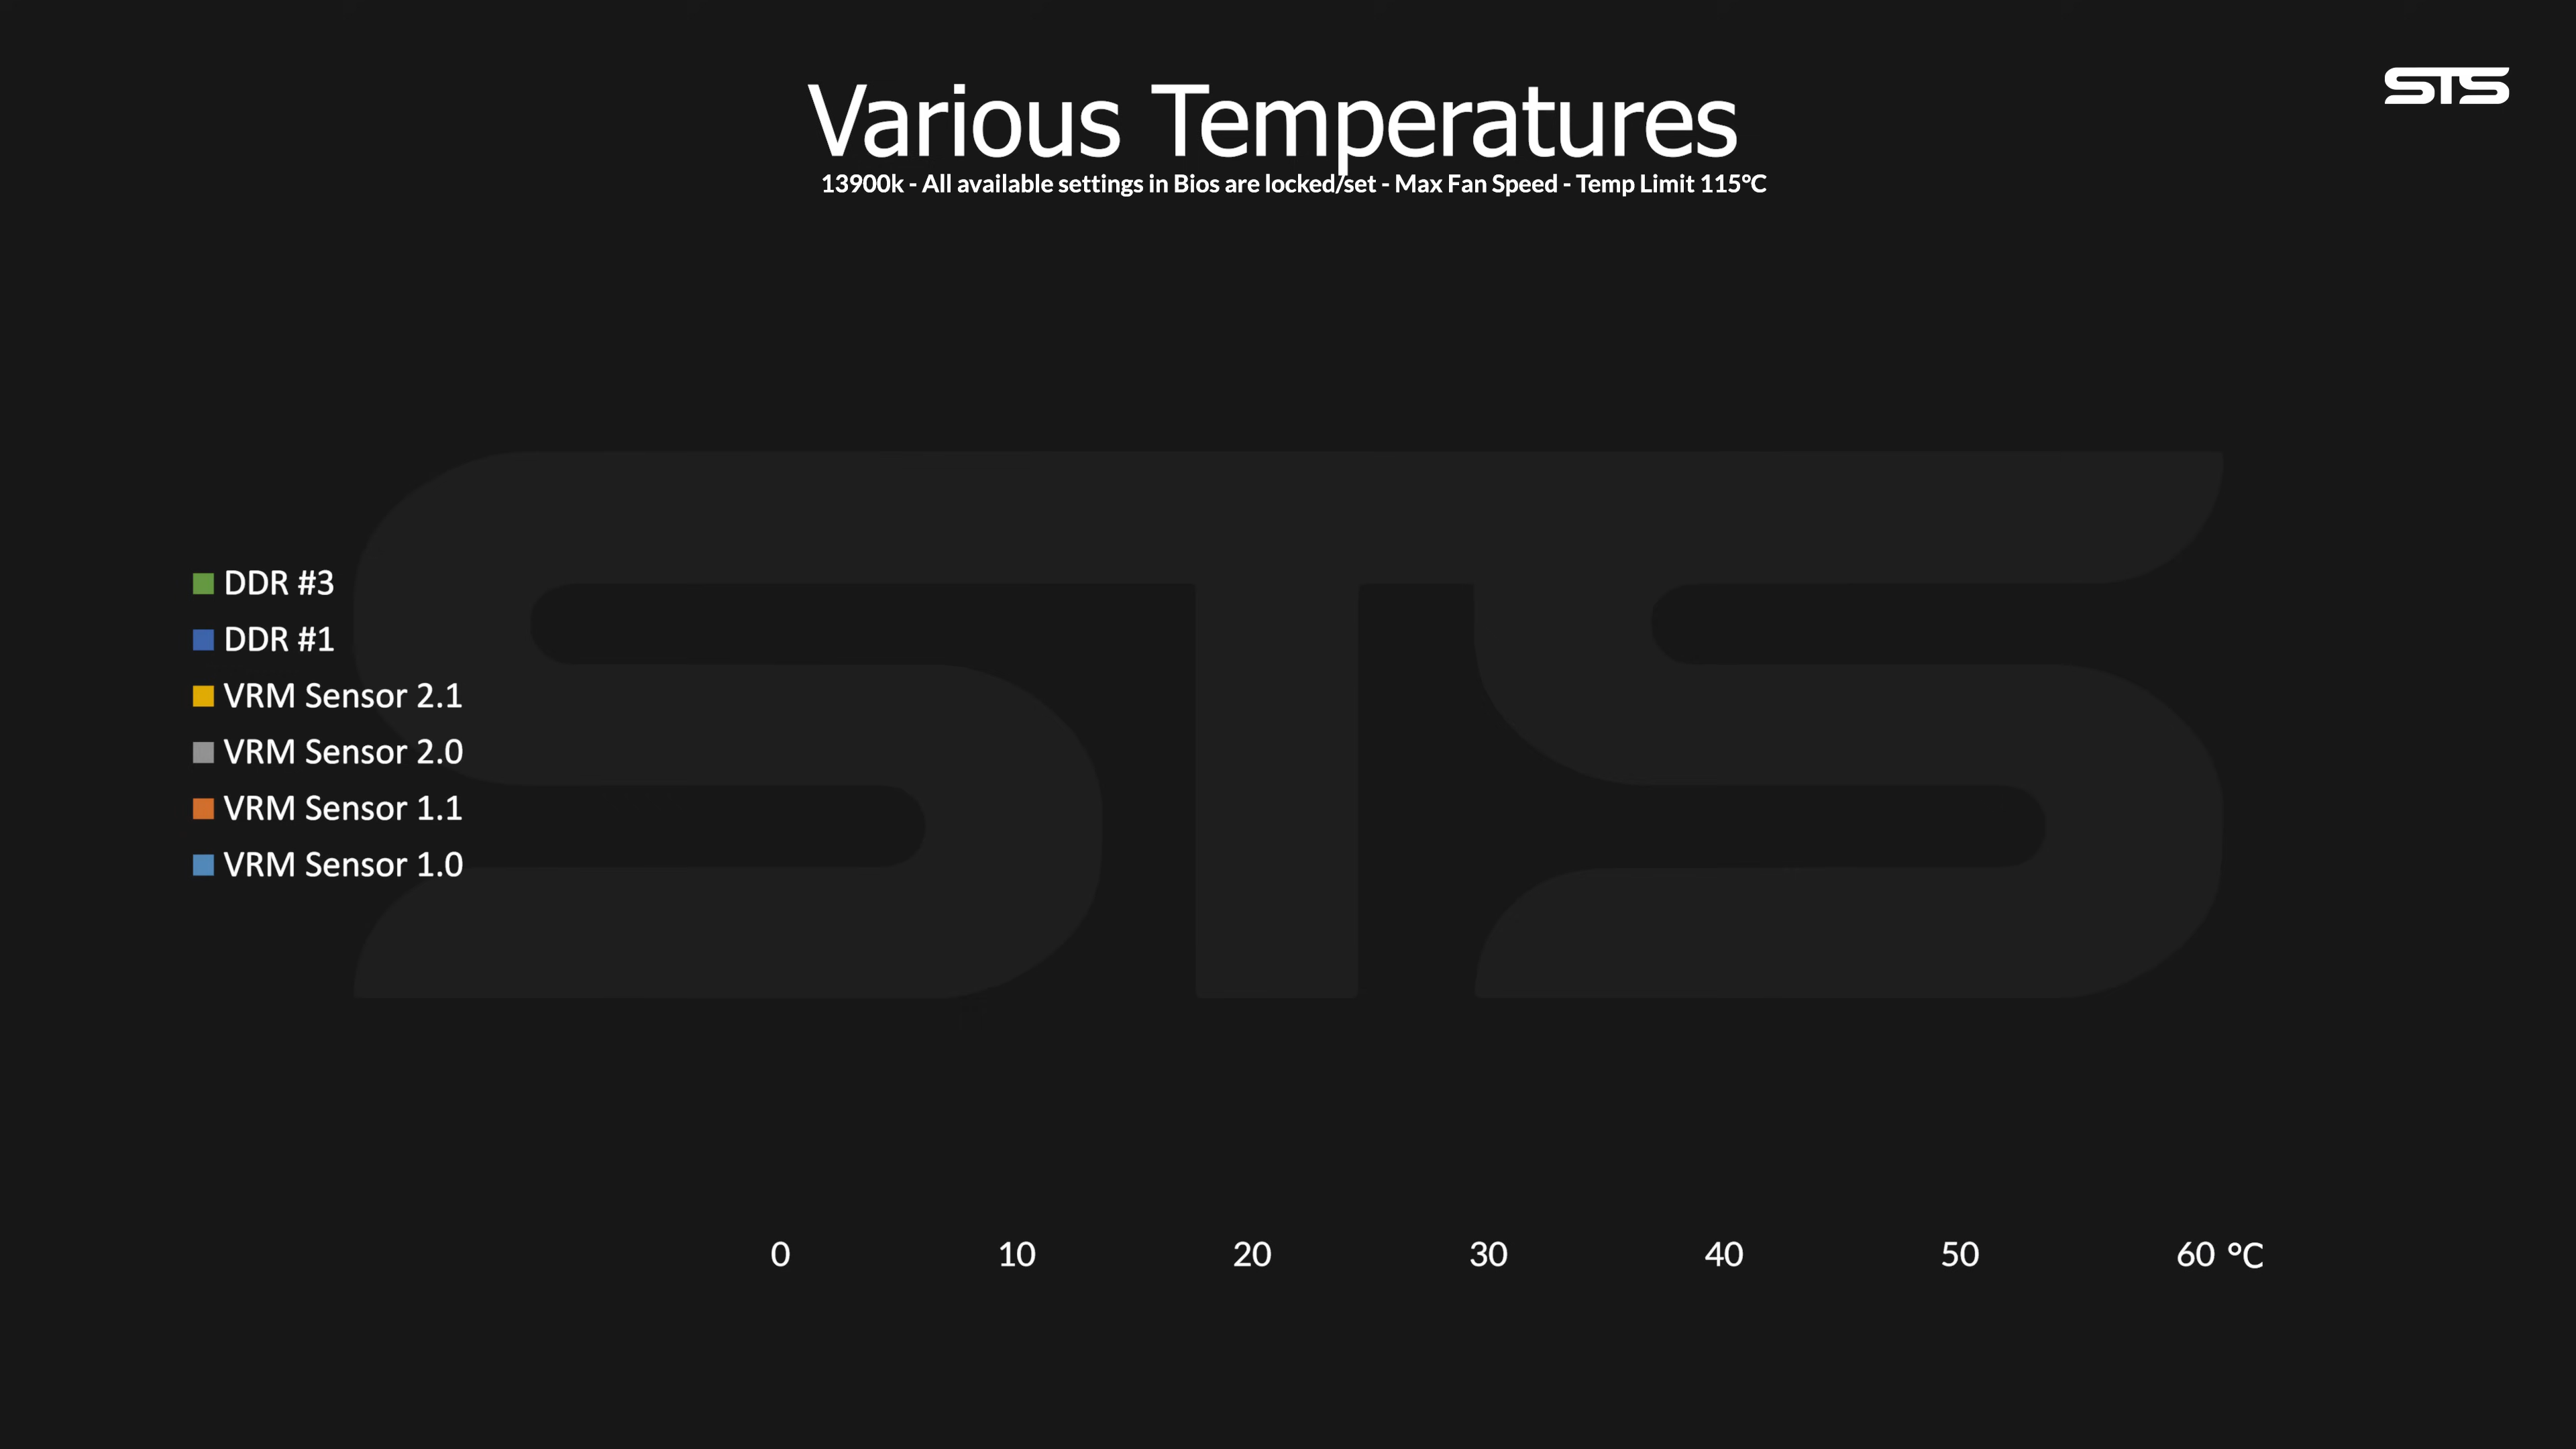 STS
Various Temperatures
13900k - All available settings in Bios are locked/set - Max Fan Speed - Temp Limit 115°C
STS
DDR #3
DDR #1
VRM Sensor 2.1
VRM Sensor 2.0
VRM Sensor 1.1
VRM Sensor 1.0
0 10 20 30 40 50 60 °C